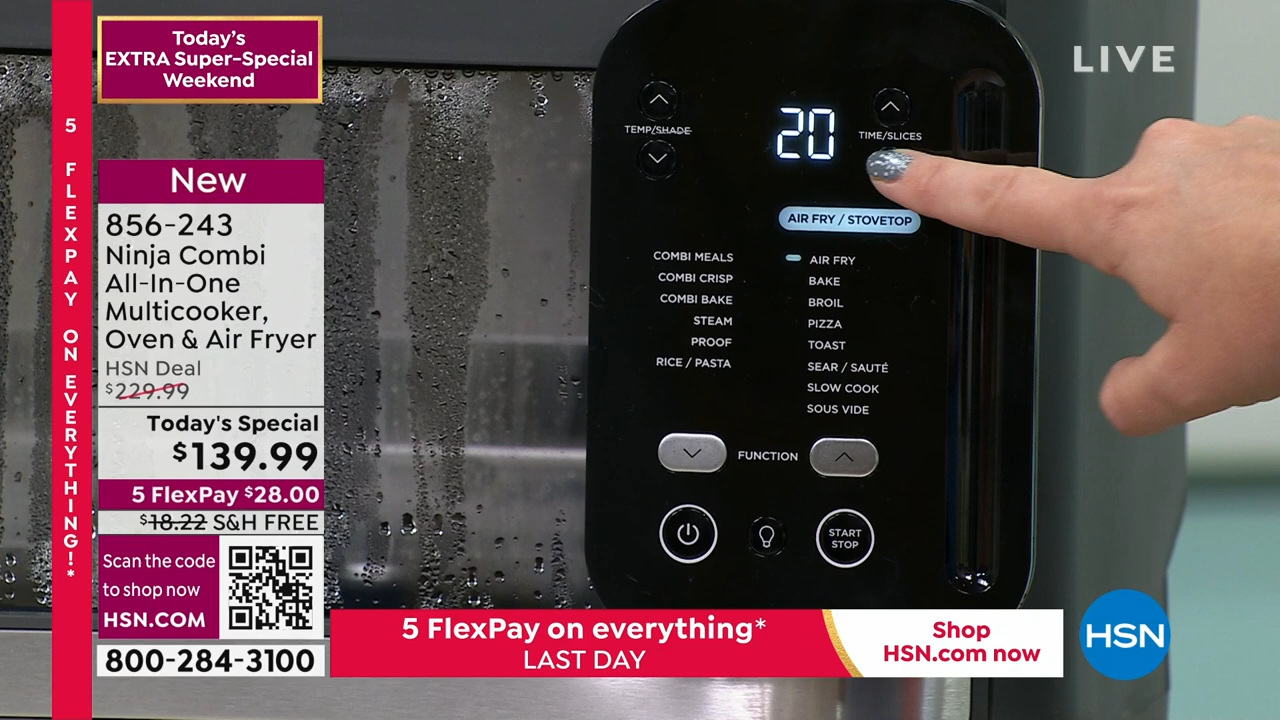 Today's
EXTRA Super-Special
Weekend
5 FLEXPAY ON EVERYTHING!*
New
856-243
Ninja Combi
All-In-One
Multicooker,
Oven & Air Fryer
HSN Deal
$229.99
Today's Special
$139.99
5 FlexPay $28.00
$18.22 S&H FREE
Scan the code
to shop now
HSN.COM
800-284-3100
LIVE
TEMP/SHADE
20
TIME/SLICES
AIR FRY / STOVETOP
COMBI MEALS
COMBI CRISP
COMBI BAKE
STEAM
PROOF
RICE / PASTA
AIR FRY
BAKE
BROIL
PIZZA
TOAST
SEAR / SAUTÉ
SLOW COOK
SOUS VIDE
FUNCTION
START
STOP
5 FlexPay on everything*
LAST DAY
Shop
HSN.com now
HSN